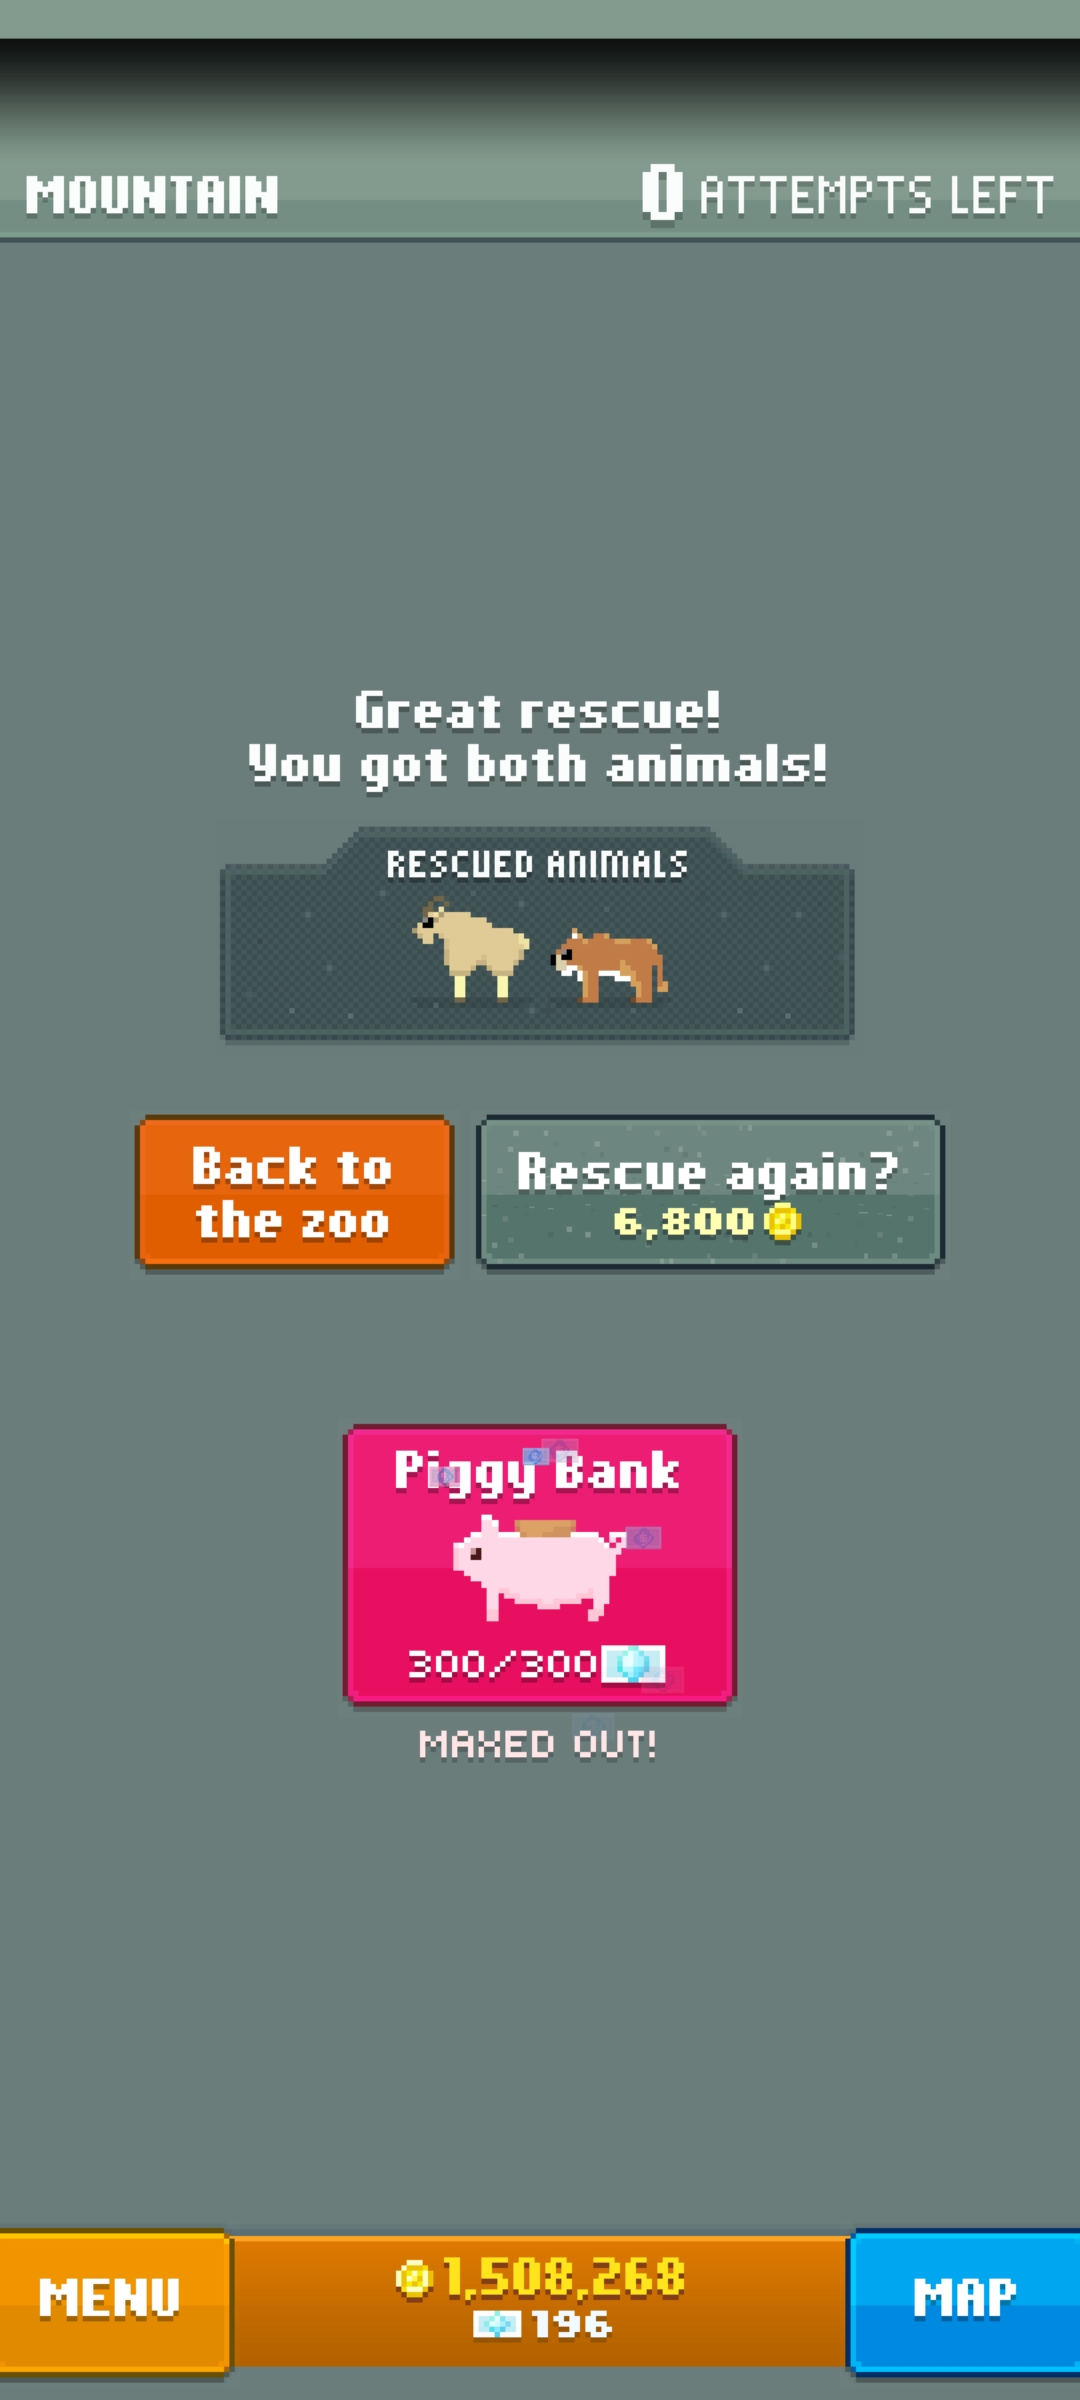 MOUNTAIN
0 ATTEMPTS LEFT
Great rescue!
You got both animals!
RESCUED ANIMALS
Back to
the zoo
Rescue again?
6,800
Piggy Bank
300/300
MAXED OUT!
MENU
1,508,268
196
MAP